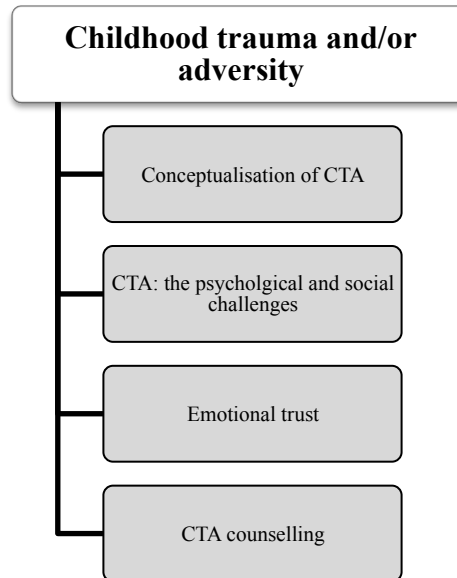 Childhood trauma and/or
adversity
Conceptualisation of CTA
CTA: the psycholgical and social
challenges
Emotional trust
CTA counselling